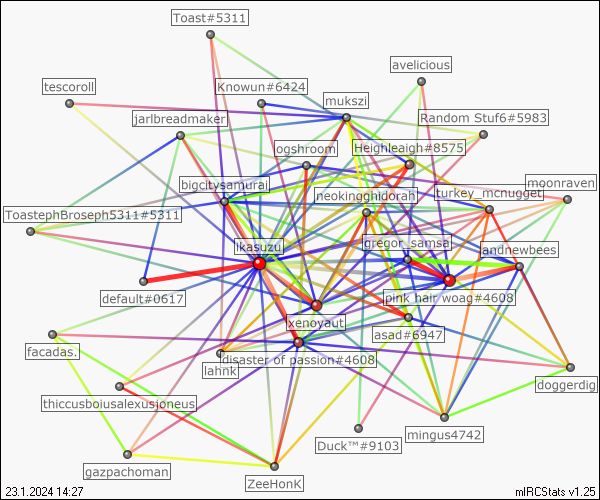 Toast#5311
avelicious
tescoroll
Knowun#6424
mukszi
jarlbreadmaker
Random Stuf6#5983
ogshroom
Heighleaigh#8575
bigcitysamurai
neokingghidorah
turkey_mcnugget
moonraven
ToastephBroseph5311#5311
ikasuzu
gregor_samsa
andnewbees
default#0617
pink hair woag#4608
xenoyaut
asad#6947
facadas.
lahnk
disaster of passion#4608
doggerdig
thiccusboiusalexusjoneus
Duck™#9103
mingus4742
gazpachoman
ZeeHonK
23.1.2024 14:27
mIRCStats v1.25